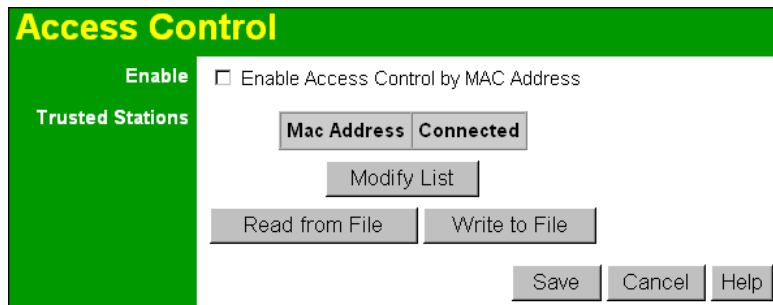 Access Control
Enable
Enable Access Control by MAC Address
Trusted Stations
Mac Address Connected
Modify List
Read from File Write to File
Save Cancel Help